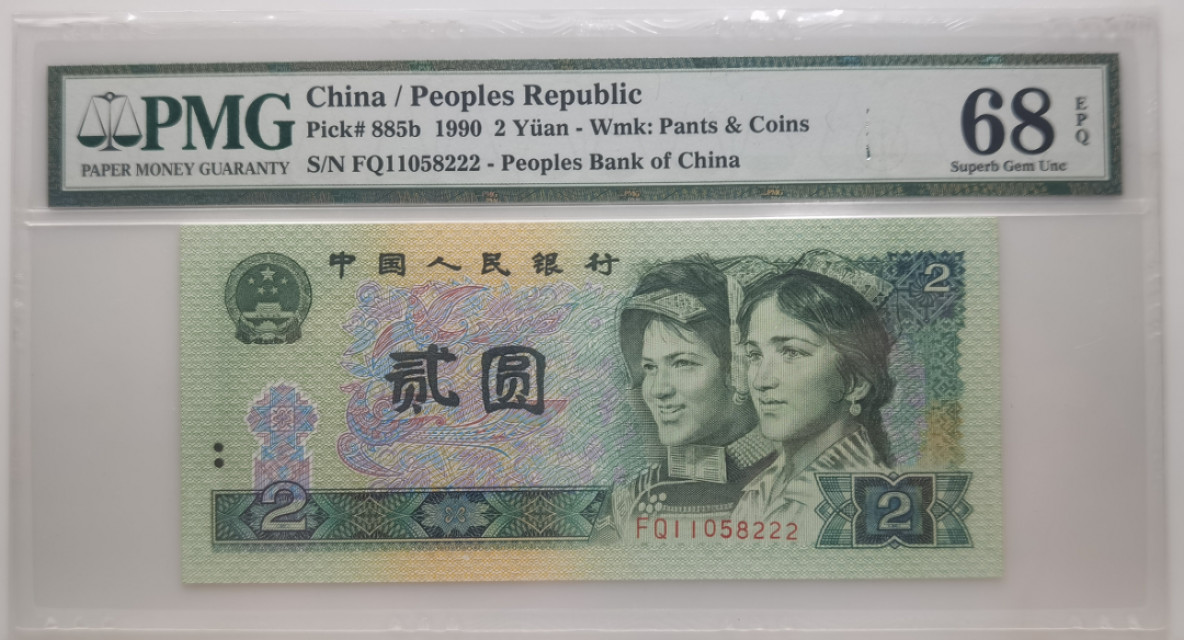 PMG
PAPER MONEY GUARANTY
China / Peoples Republic
Pick# 885b 1990 2 Yüan - Wmk: Pants & Coins
S/N FQ11058222 - Peoples Bank of China
68
EPQ
Superb Gem Unc
中国人民银行
2
贰圆
2
FQ11058222
2